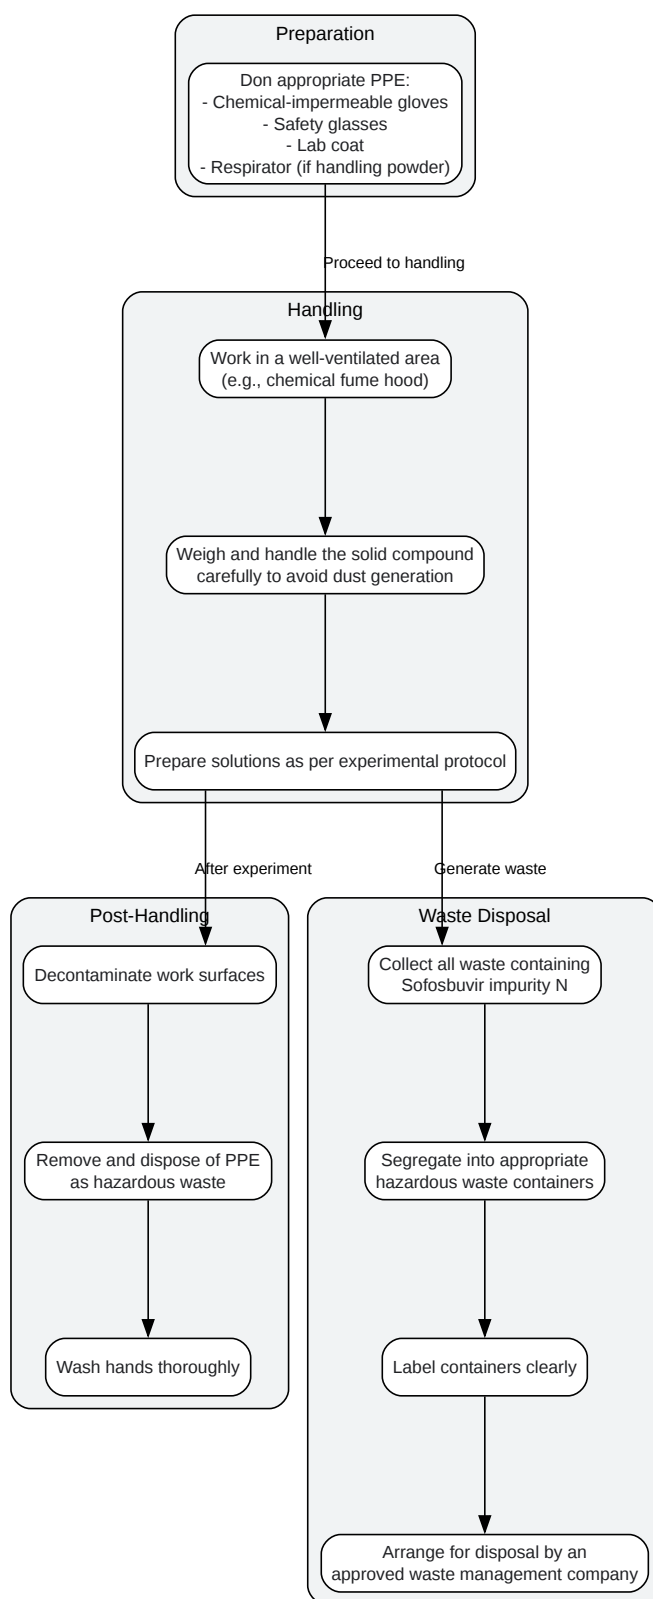 Preparation
Don appropriate PPE:
- Chemical-impermeable gloves
- Safety glasses
- Lab coat
- Respirator (if handling powder)
Proceed to handling
Handling
Work in a well-ventilated area
(e.g., chemical fume hood)
Weigh and handle the solid compound
carefully to avoid dust generation
Prepare solutions as per experimental protocol
After experiment
Generate waste
Post-Handling
Decontaminate work surfaces
Remove and dispose of PPE
as hazardous waste
Wash hands thoroughly
Waste Disposal
Collect all waste containing
Sofosbuvir impurity N
Segregate into appropriate
hazardous waste containers
Label containers clearly
Arrange for disposal by an
approved waste management company